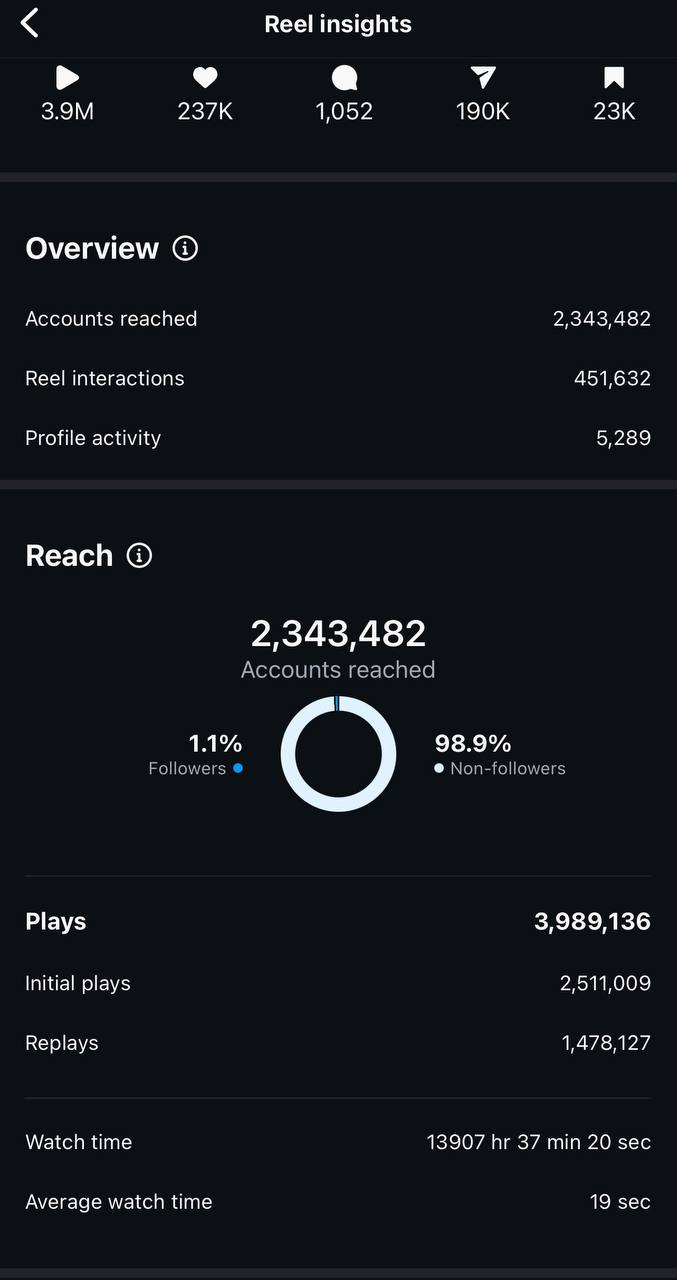 Reel insights
3.9M 237K 1,052 190K 23K
Overview
Accounts reached 2,343,482
Reel interactions 451,632
Profile activity 5,289
Reach
2,343,482
Accounts reached
1.1% 98.9%
Followers Non-followers
Plays 3,989,136
Initial plays 2,511,009
Replays 1,478,127
Watch time 13907 hr 37 min 20 sec
Average watch time 19 sec